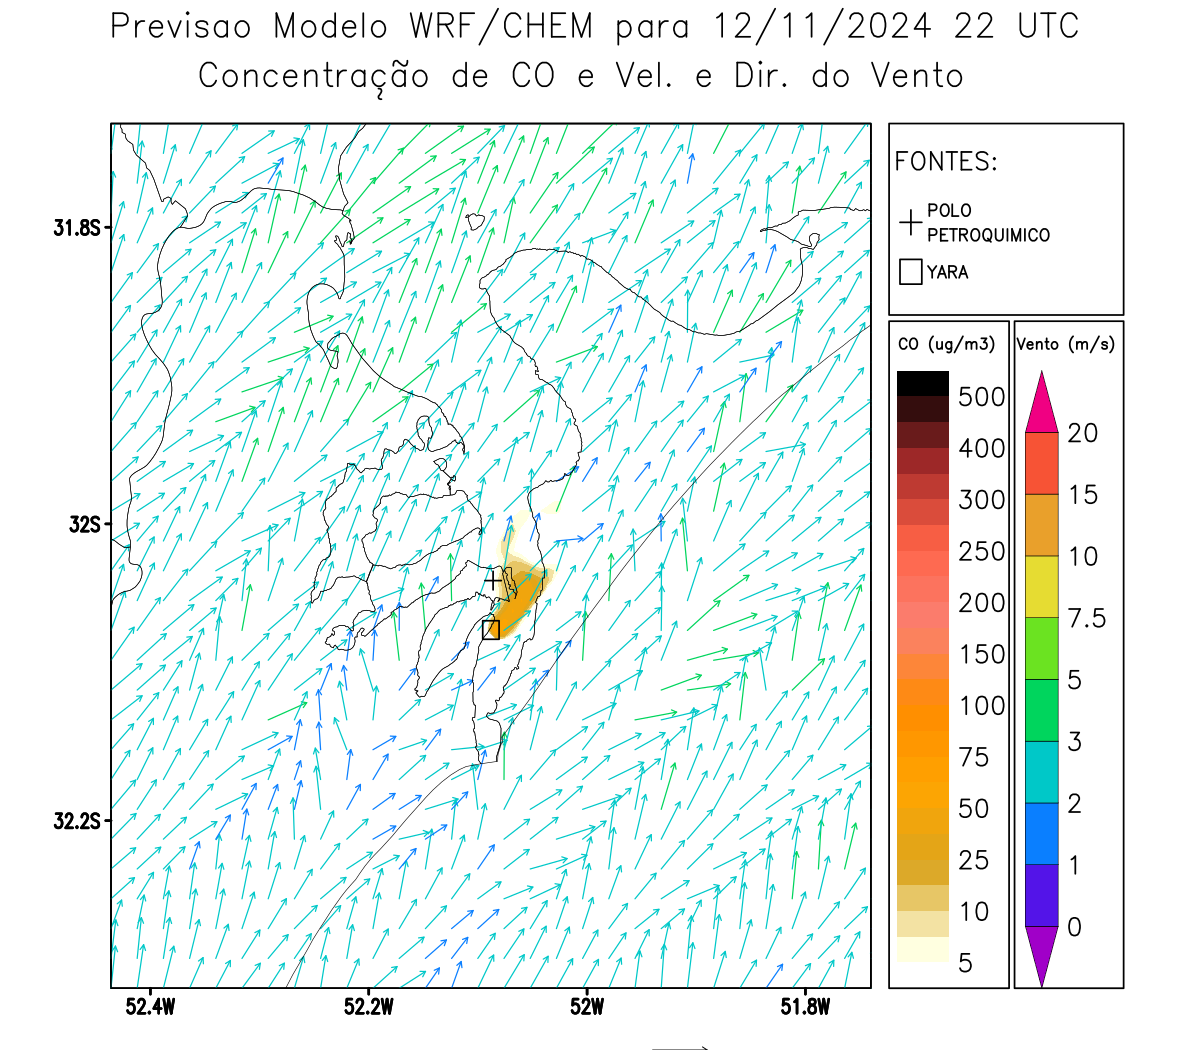 Previsao Modelo WRF/CHEM para 12/11/2024 22 UTC
Concentração de CO e Vel. e Dir. do Vento
FONTES:
POLO
PETROQUIMICO
YARA
31.8S
32S
32.2S
52.4W
52.2W
52W
51.8W
CO (ug/m3)
500
400
300
250
200
150
100
75
50
25
10
5
Vento (m/s)
20
15
10
7.5
5
3
2
1
0